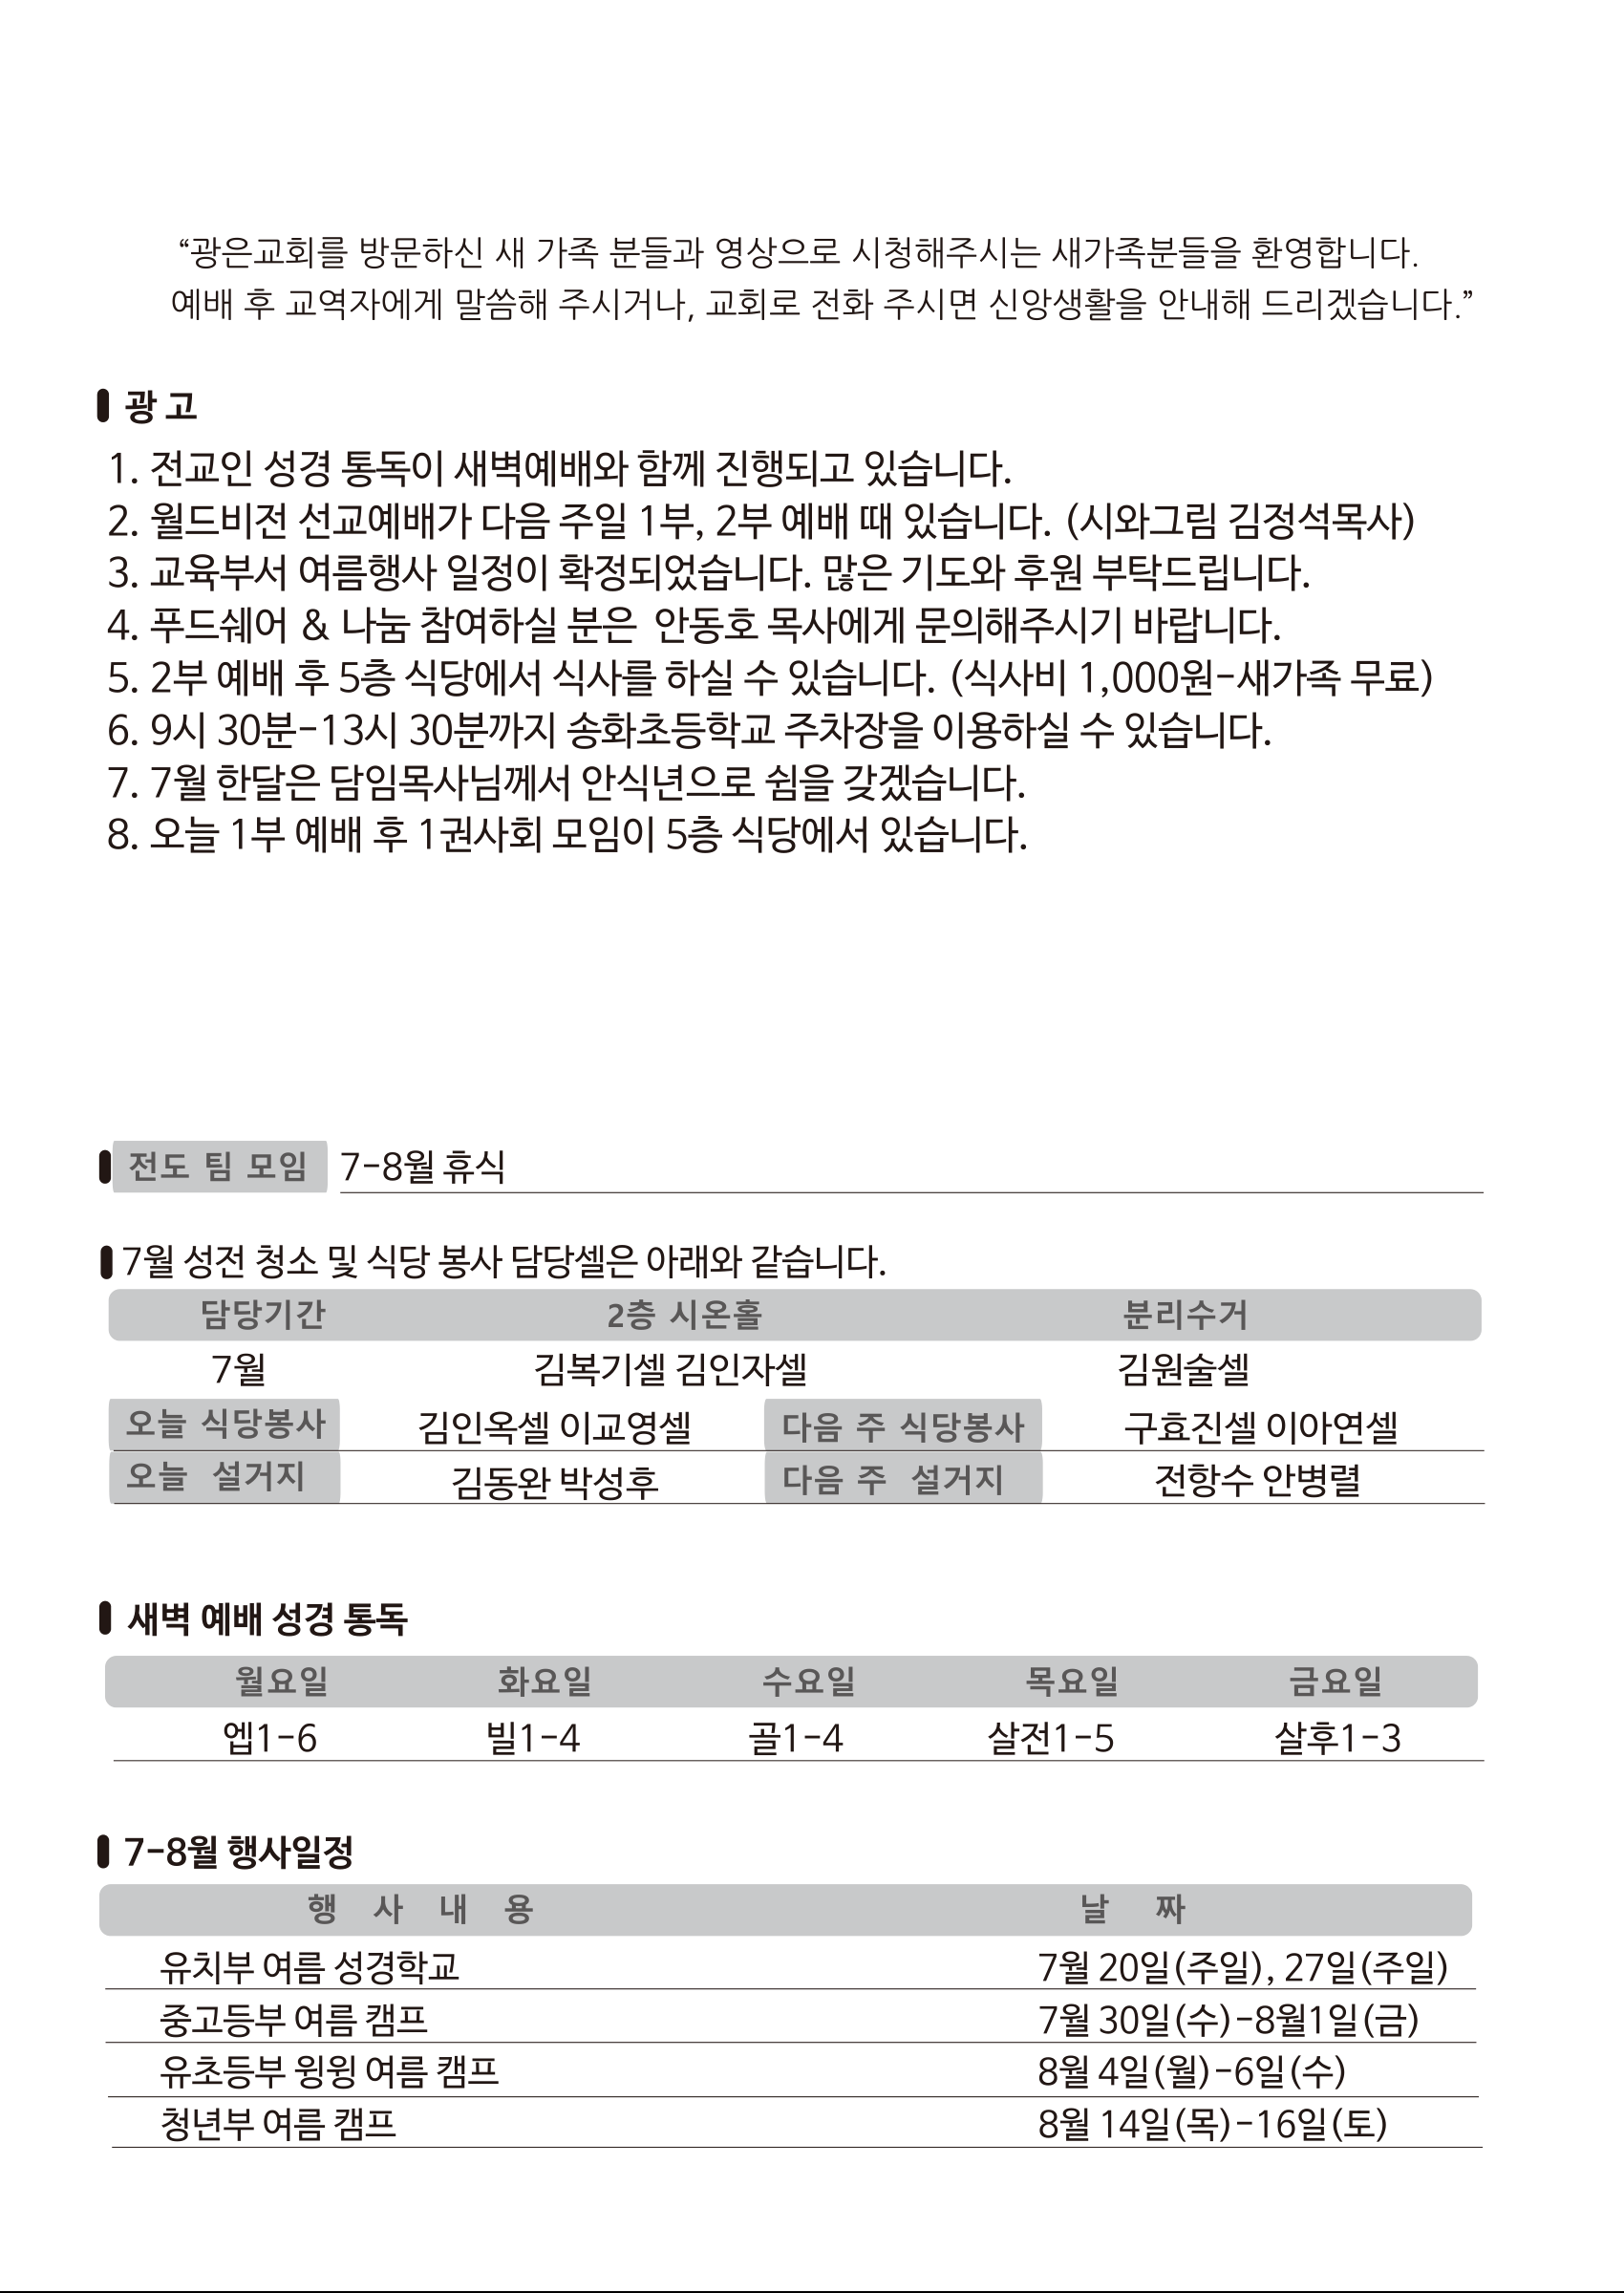 “광은교회를 방문하신 새 가족 분들과 영상으로 시청해주시는 새가족분들을 환영합니다.
예배 후 교역자에게 말씀해 주시거나, 교회로 전화 주시면 신앙생활을 안내해 드리겠습니다.”
광 고
1. 전교인 성경 통독이 새벽예배와 함께 진행되고 있습니다.
2. 월드비전 선교예배가 다음 주일 1부, 2부 예배 때 있습니다. (시와그림 김정석목사)
3. 교육부서 여름행사 일정이 확정되었습니다. 많은 기도와 후원 부탁드립니다.
4. 푸드쉐어 & 나눔 참여하실 분은 안동호 목사에게 문의해주시기 바랍니다.
5. 2부 예배 후 5층 식당에서 식사를 하실 수 있습니다. (식사비 1,000원-새가족 무료)
6. 9시 30분-13시 30분까지 송화초등학교 주차장을 이용하실 수 있습니다.
7. 7월 한달은 담임목사님께서 안식년으로 쉼을 갖겠습니다.
8. 오늘 1부 예배 후 1권사회 모임이 5층 식당에서 있습니다.
전도 팀 모임 7-8월 휴식
7월 성전 청소 및 식당 봉사 담당셀은 아래와 같습니다.
담당기간 2층 시온홀 분리수거
7월 김복기셀 김인자셀 김원술셀
오늘 식당봉사 김인옥셀 이교영셀 다음 주 식당봉사 구효진셀 이아연셀
오늘 설거지 김동완 박성후 다음 주 설거지 전항수 안병렬
새벽 예배 성경 통독
월요일 화요일 수요일 목요일 금요일
엡1-6 빌1-4 골1-4 살전1-5 살후1-3
7-8월 행사일정
행 사 내 용 날 짜
유치부 여름 성경학교 7월 20일(주일), 27일(주일)
중고등부 여름 캠프 7월 30일(수)-8월1일(금)
유초등부 윙윙 여름 캠프 8월 4일(월)-6일(수)
청년부 여름 캠프 8월 14일(목)-16일(토)